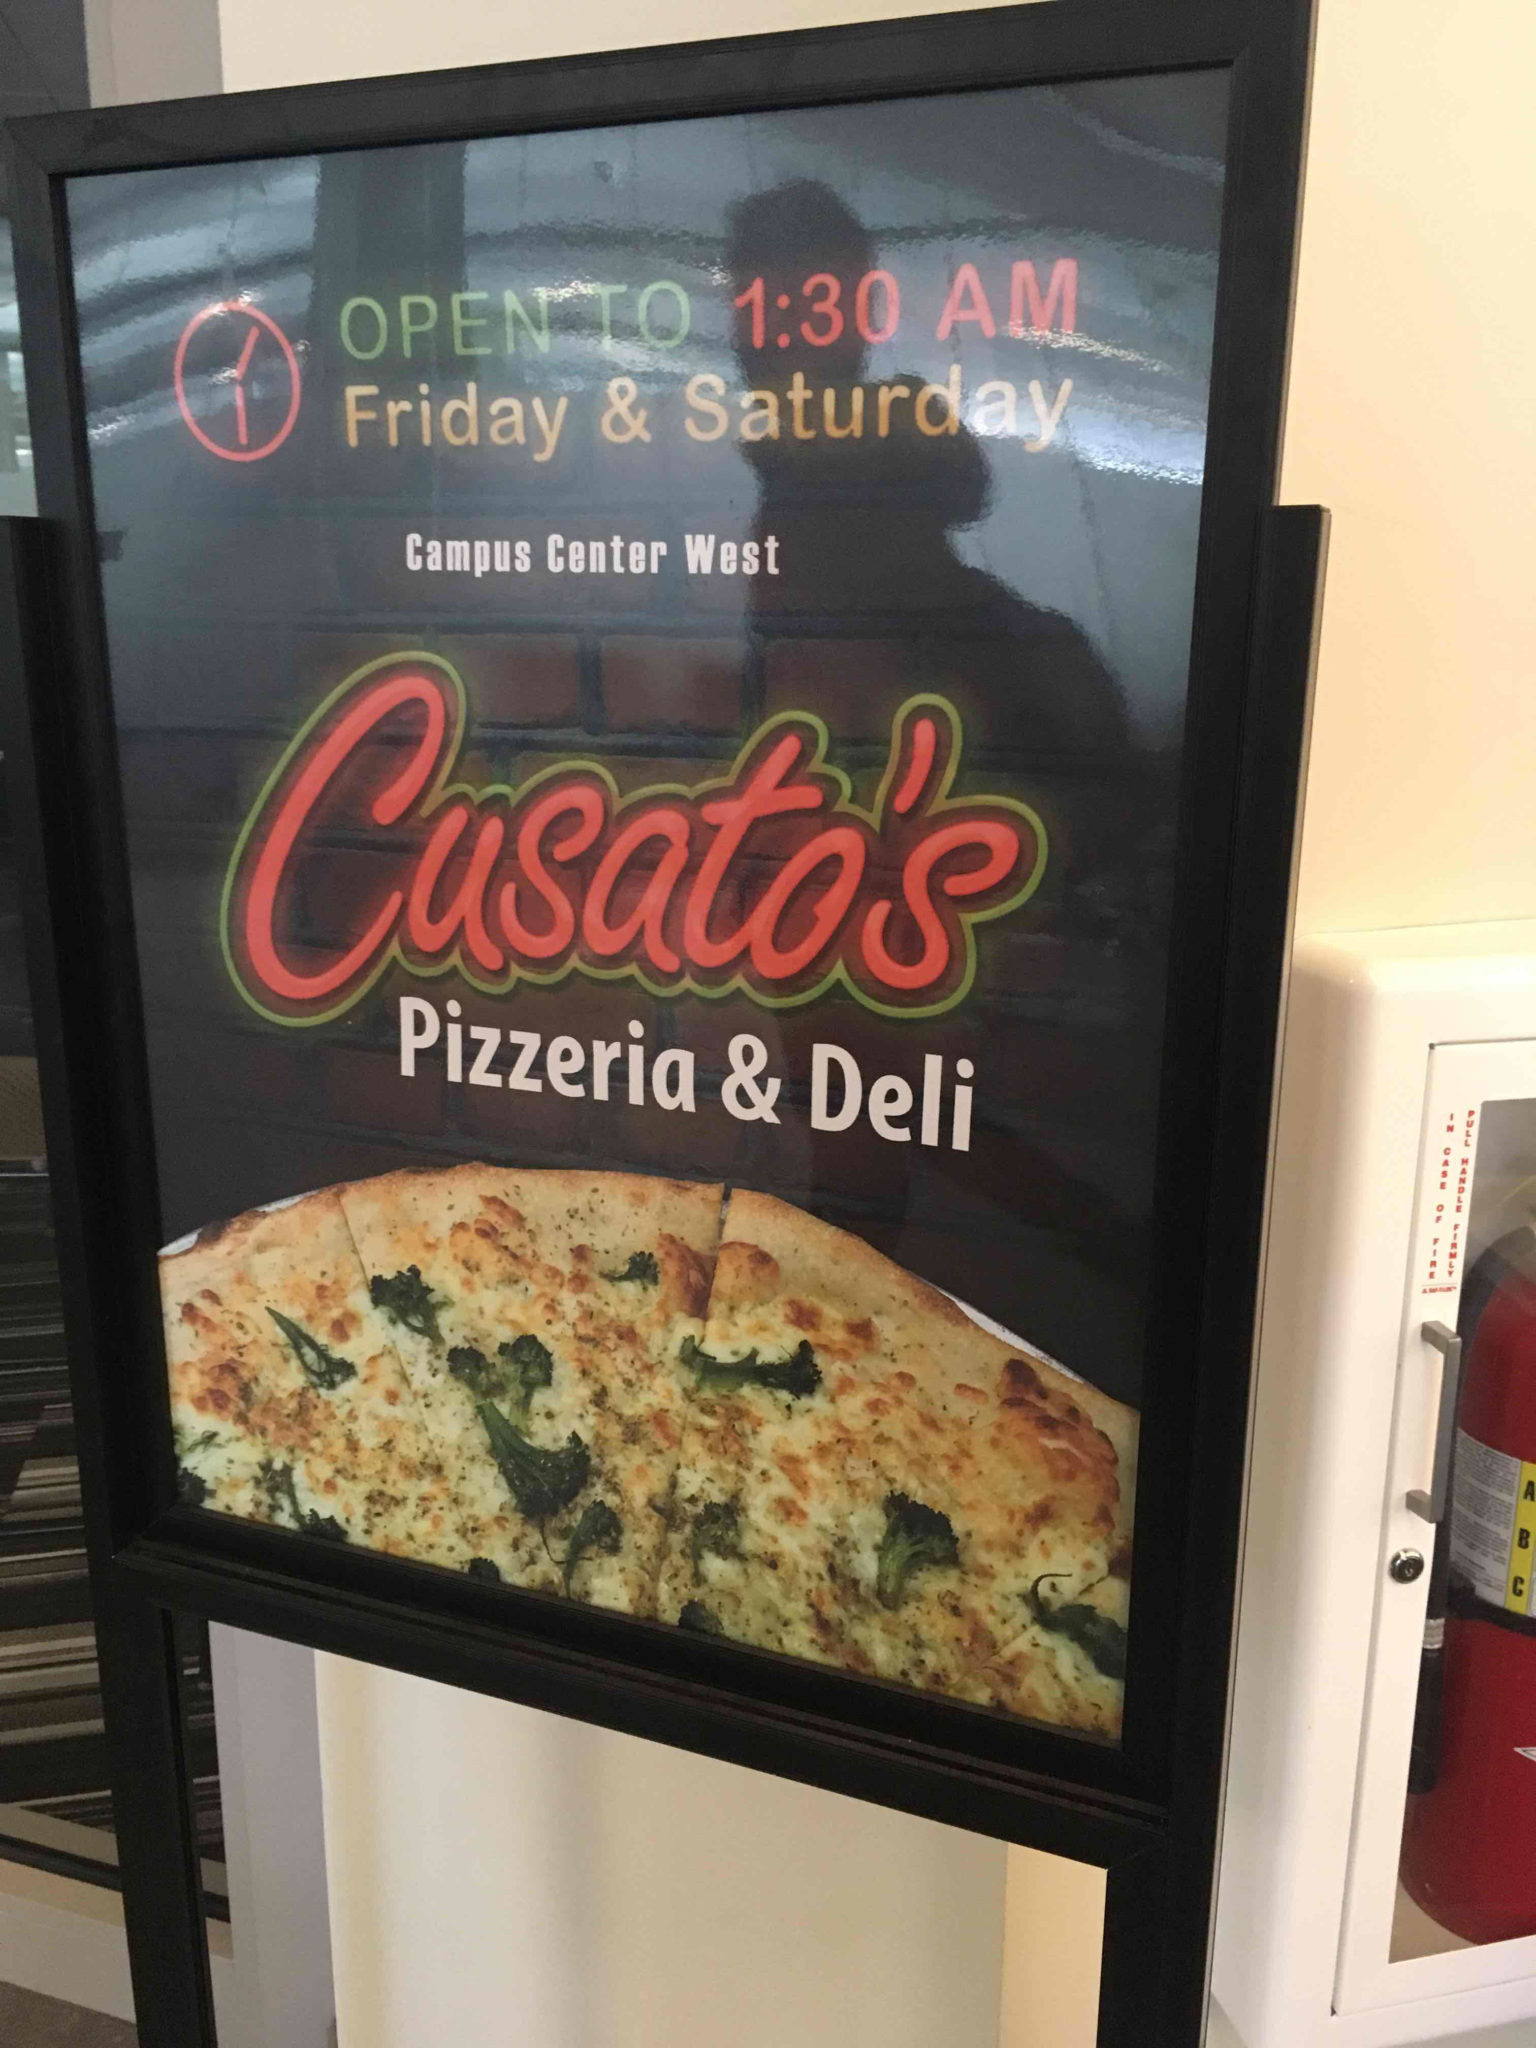 OPEN TO 1:30 AM
Friday & Saturday
Campus Center West
Cusato's
Pizzeria & Deli
PULL HANDLE FIRMLY
IN CASE OF FIRE
A
B
C